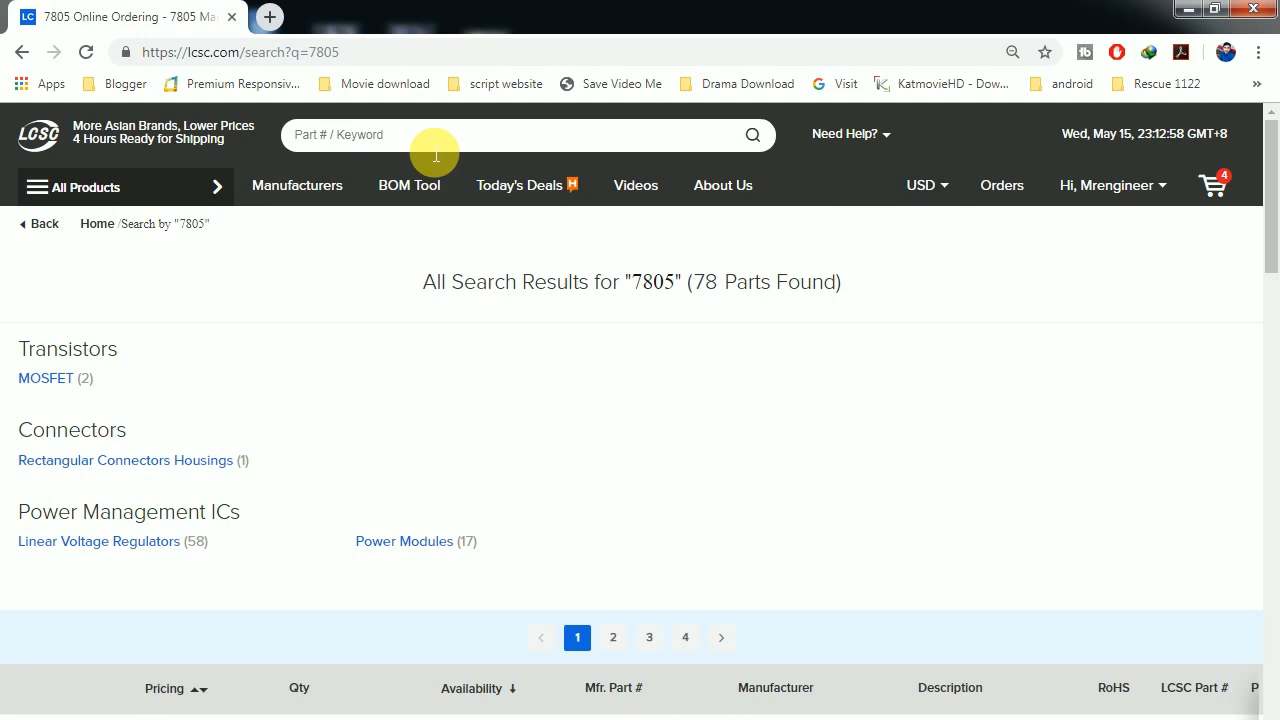 LC 7805 Online Ordering - 7805 Ma
https://lcsc.com/search?q=7805
Apps Blogger Premium Responsiv... Movie download script website Save Video Me Drama Download Visit KatmovieHD - Dow... android Rescue 1122 »
LCSC More Asian Brands, Lower Prices
4 Hours Ready for Shipping
Part # / Keyword
Need Help?
Wed, May 15, 23:12:58 GMT+8
All Products Manufacturers BOM Tool Today's Deals H Videos About Us USD Orders Hi, Mrengineer 4
Back Home /Search by "7805"
All Search Results for "7805" (78 Parts Found)
Transistors
MOSFET (2)
Connectors
Rectangular Connectors Housings (1)
Power Management ICs
Linear Voltage Regulators (58) Power Modules (17)
‹ 1 2 3 4 ›
Pricing Qty Availability Mfr. Part # Manufacturer Description RoHS LCSC Part # P